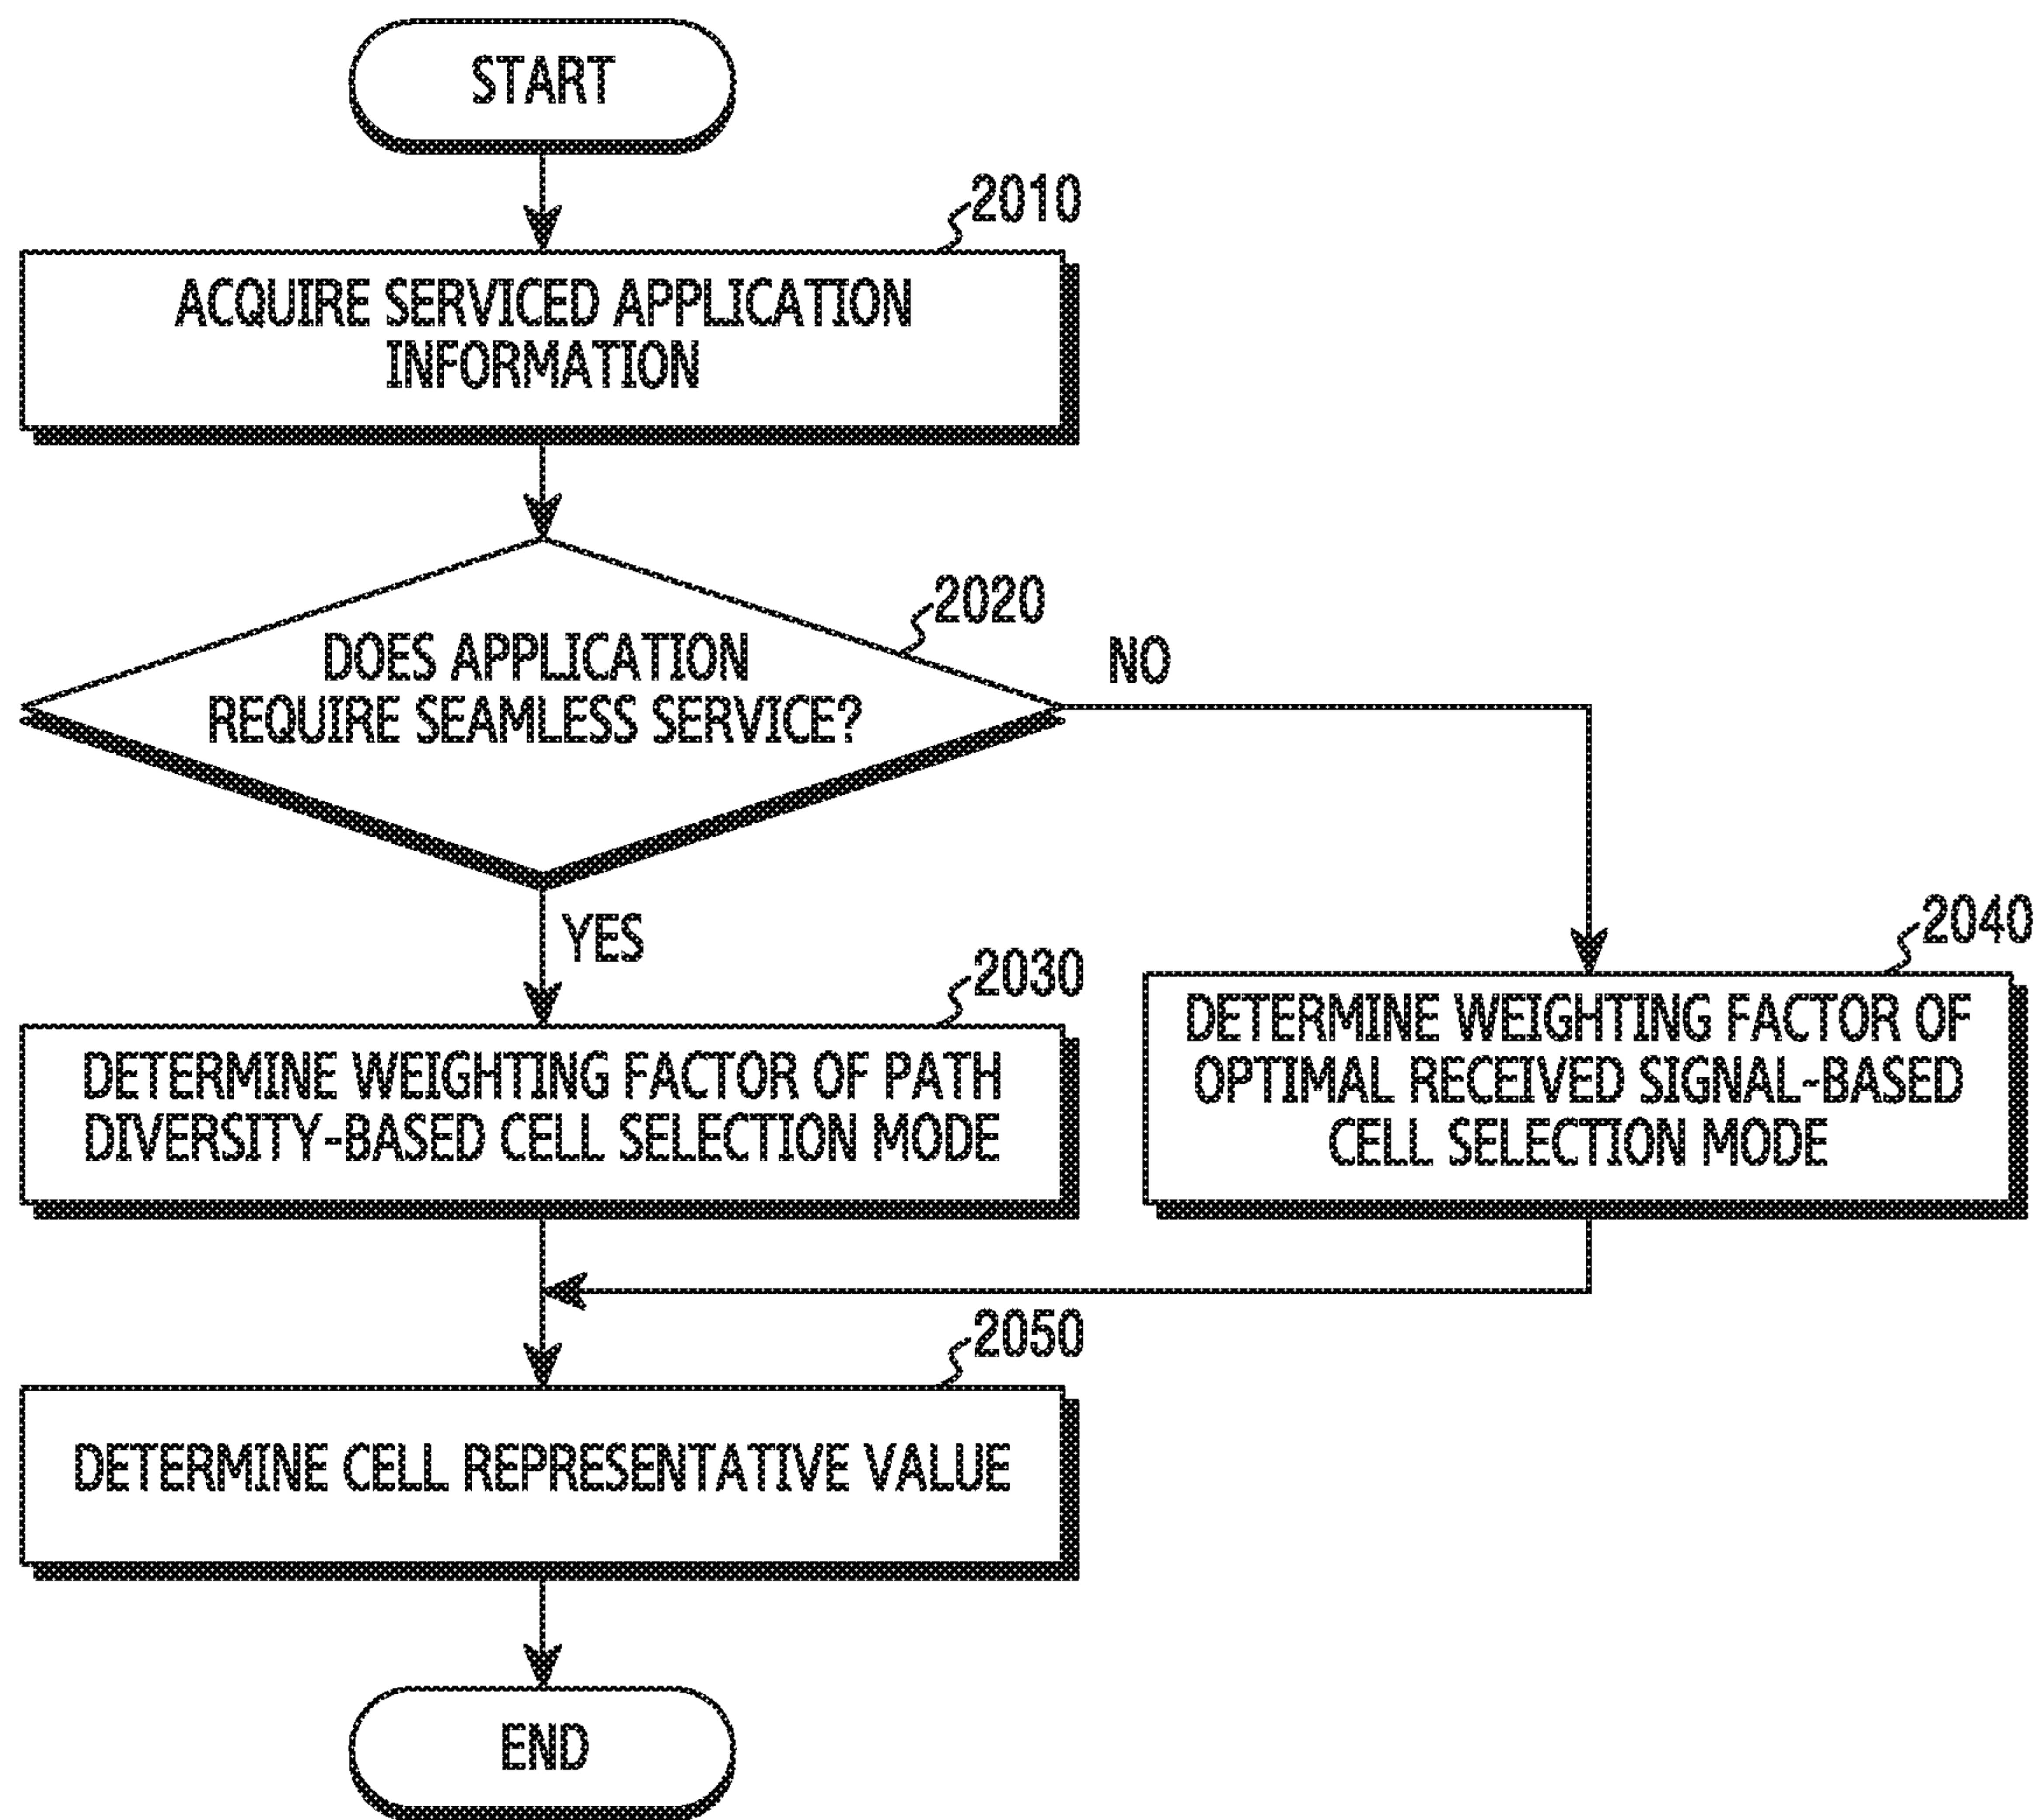 START
2010
ACQUIRE SERVICED APPLICATION
INFORMATION
2020
DOES APPLICATION
REQUIRE SEAMLESS SERVICE?
NO
YES
2030
DETERMINE WEIGHTING FACTOR OF PATH
DIVERSITY-BASED CELL SELECTION MODE
2040
DETERMINE WEIGHTING FACTOR OF
OPTIMAL RECEIVED SIGNAL-BASED
CELL SELECTION MODE
2050
DETERMINE CELL REPRESENTATIVE VALUE
END